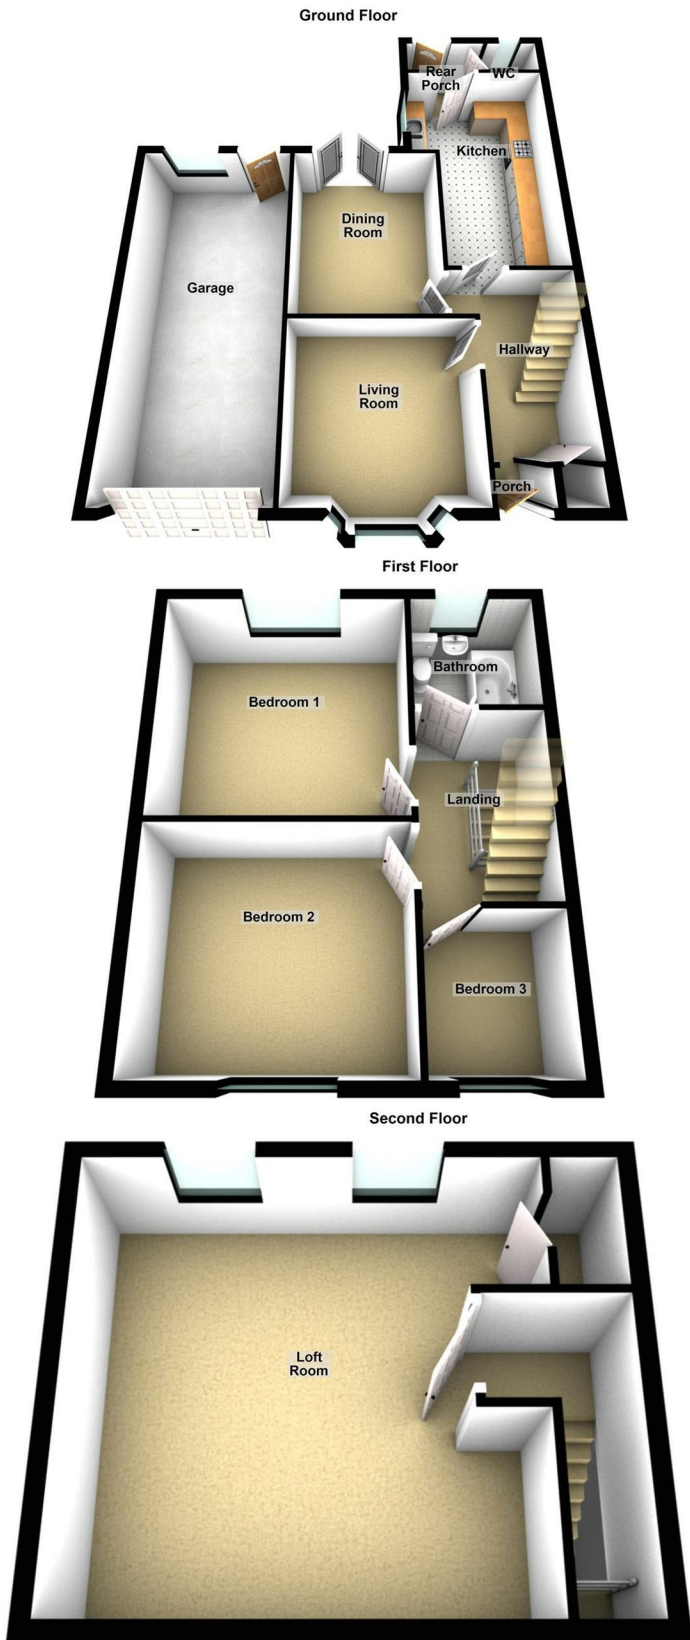 Ground Floor
Rear
Porch
WC
Kitchen
Dining
Room
Garage
Hallway
Living
Room
Porch
First Floor
Bathroom
Bedroom 1
Landing
Bedroom 2
Bedroom 3
Second Floor
Loft
Room